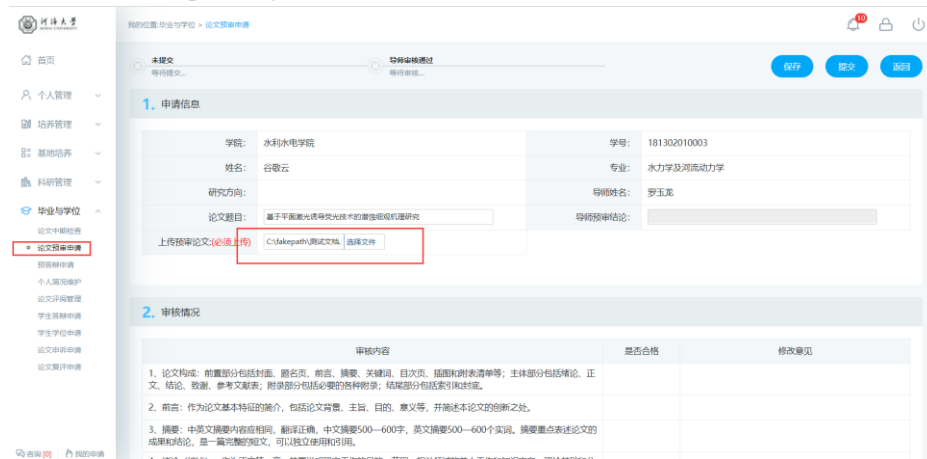 河海大学
HOHAI UNIVERSITY
我的位置:毕业与学位 > 论文预审申请
10
首页
个人管理
培养管理
基地培养
科研管理
毕业与学位
论文中期检查
论文预审申请
预答辩申请
个人简况维护
论文评阅管理
学生答辩申请
学生学位申请
论文申诉申请
论文复评申请
咨询 [0] 我的申请
未提交
等待提交...
导师审核通过
等待审核...
保存 提交 返回
1. 申请信息
学院: 水利水电学院 学号: 181302010003
姓名: 谷敬云 专业: 水力学及河流动力学
研究方向: 导师姓名: 罗玉龙
论文题目: 基于平面激光诱导荧光技术的潜蚀细观机理研究 导师预审结论:
上传预审论文:(必须上传) C:\fakepath\测试文档. 选择文件
2. 审核情况
审核内容 是否合格 修改意见
1、论文构成：前置部分包括封面、题名页、前言、摘要、关键词、目次、插图和附表清单等；主体部分包括绪论、正
文、结论、致谢、参考文献表；附录部分包括必要的各种附录；结尾部分包括索引和封底。
2、前言：作为论文基本特征的简介，包括论文背景、主旨、目的、意义等，并简述本论文的创新之处。
3、摘要：中英文摘要内容应相同，翻译正确，中文摘要500—600字，英文摘要500—600个实词。摘要重点表述论文的
成果和结论，是一篇完整的短文，可以独立使用和引用。